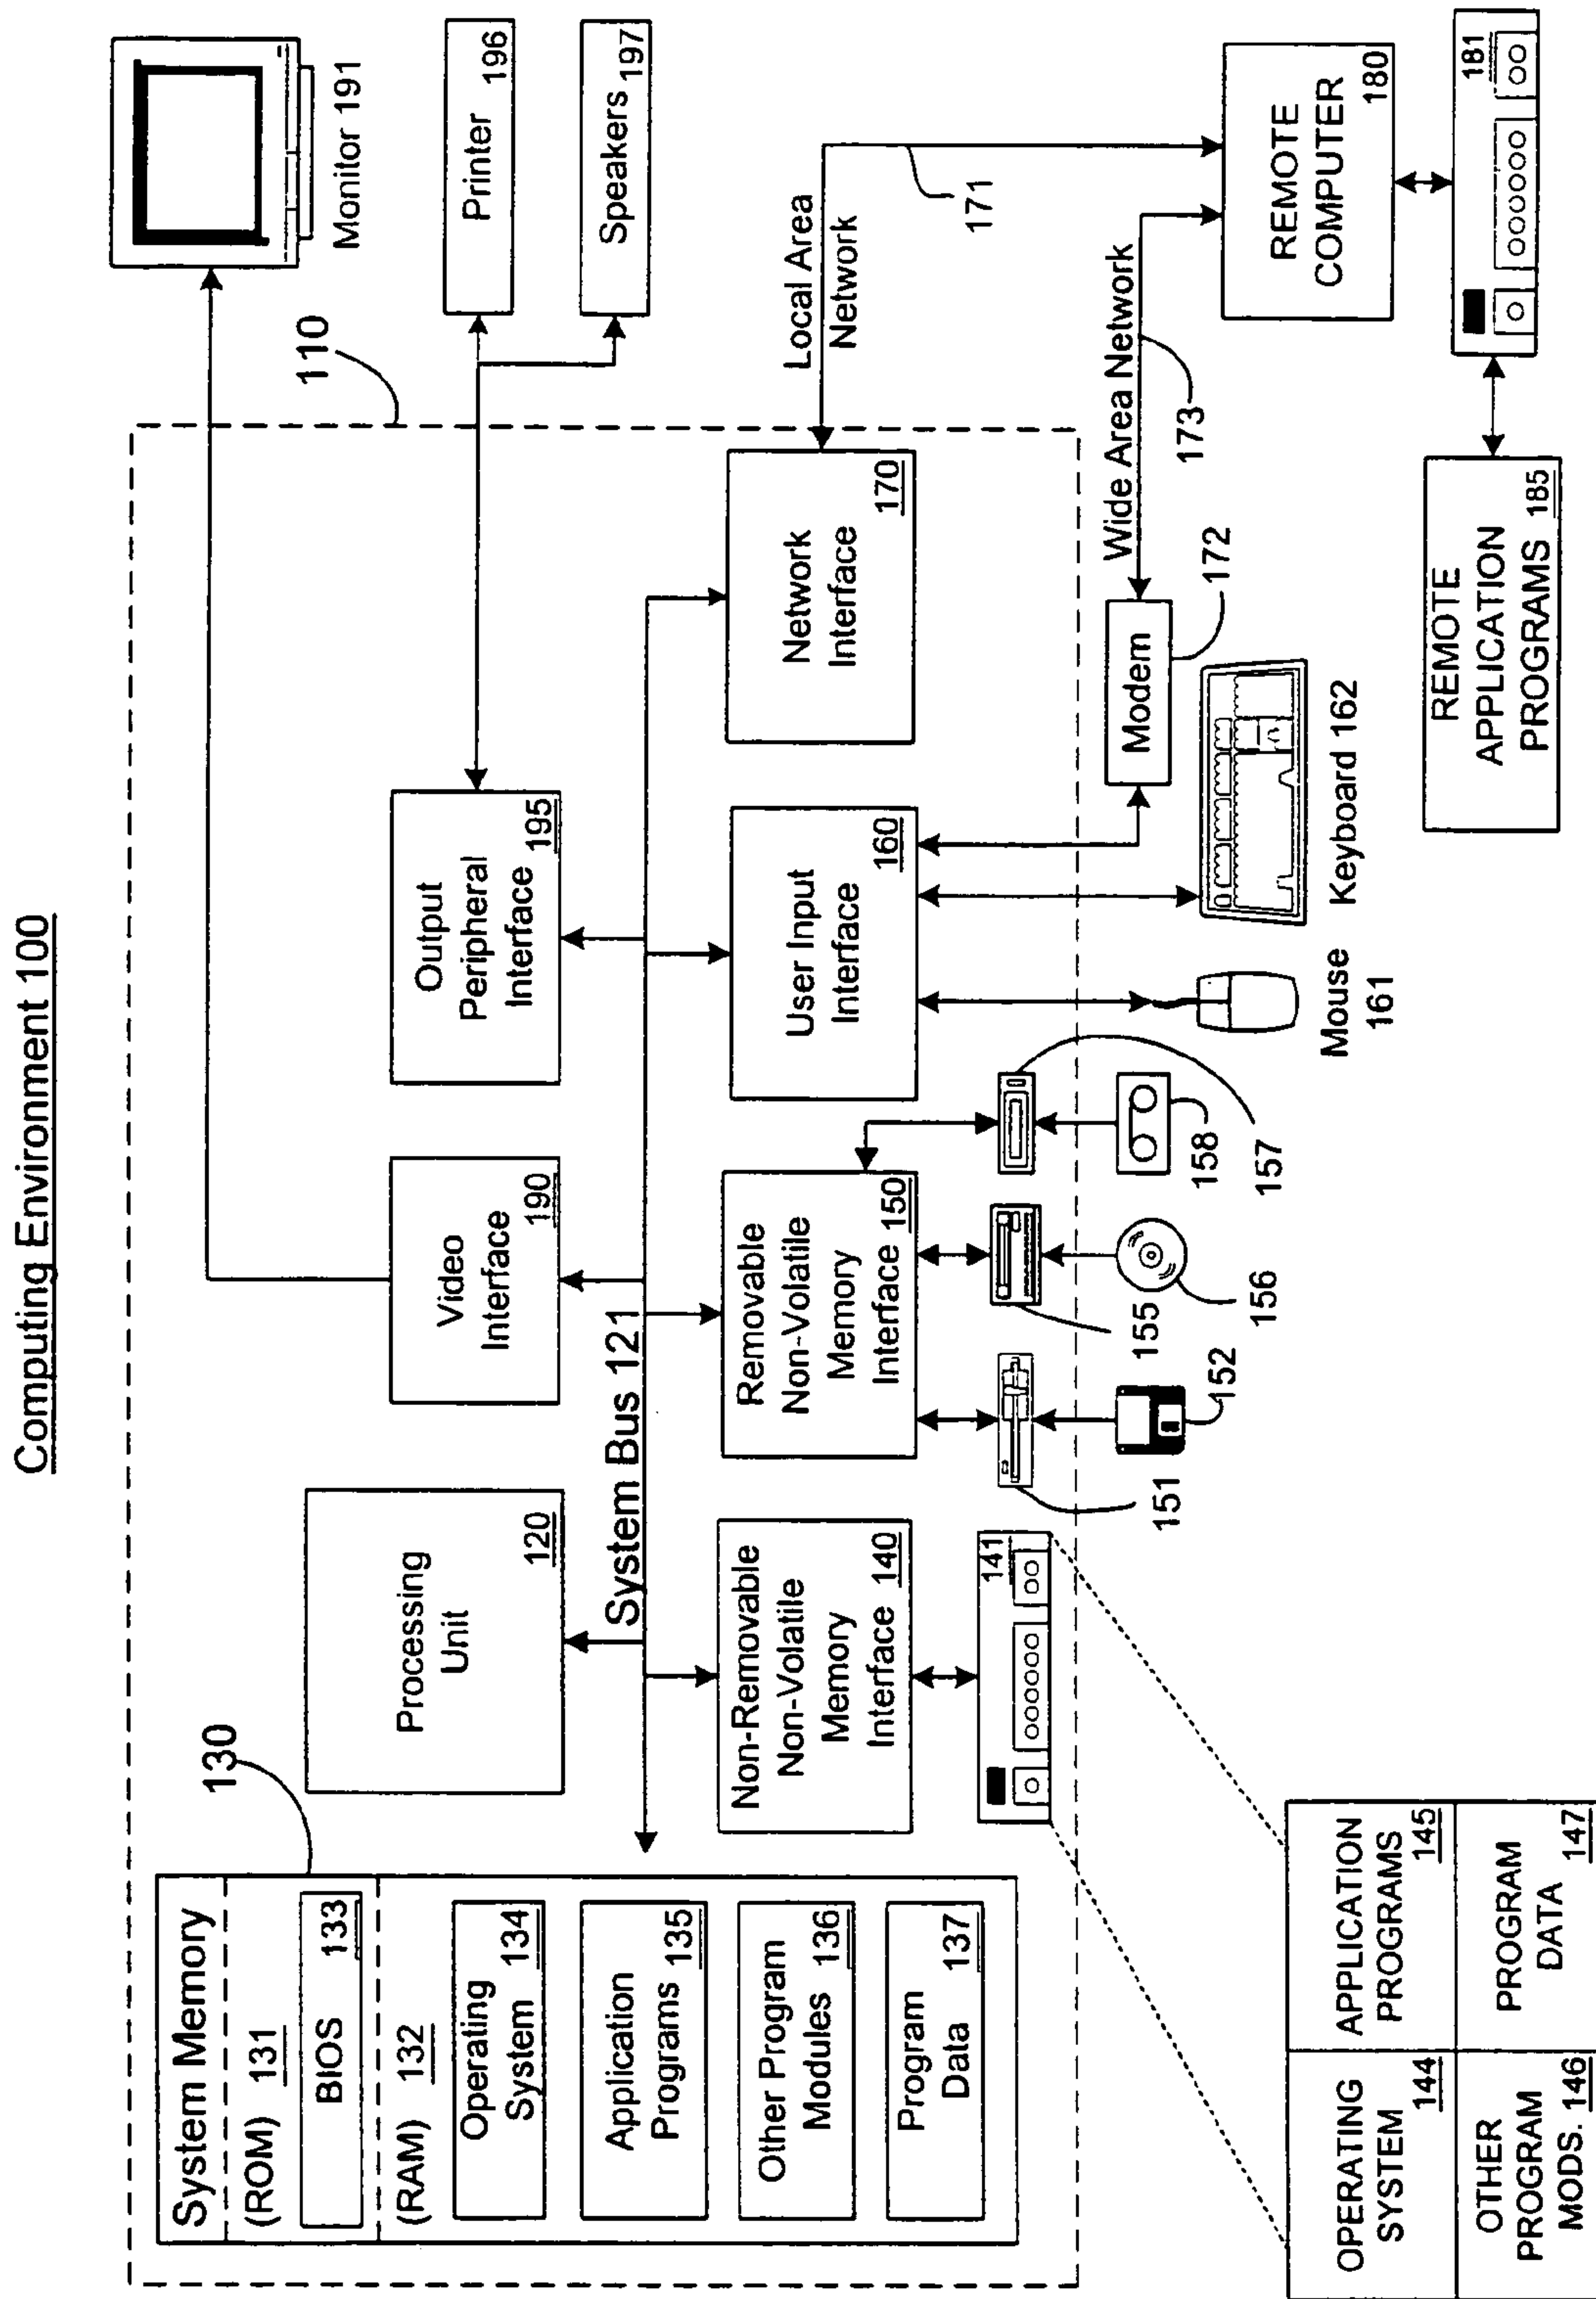 Computing Environment 100
110
130
System Memory
(ROM) 131
BIOS 133
(RAM) 132
Operating
System 134
Application
Programs 135
Other Program
Modules 136
Program
Data 137
Processing
Unit
120
Video
Interface
190
Output
Peripheral
Interface 195
System Bus 121
Non-Removable
Non-Volatile
Memory
Interface 140
Removable
Non-Volatile
Memory
Interface 150
User Input
Interface
160
Network
Interface
170
Monitor 191
Printer 196
Speakers 197
Local Area
Network
171
Wide Area Network
173
Modem
172
141
151
152
155
156
157
158
Mouse
161
Keyboard 162
REMOTE
COMPUTER
180
181
REMOTE
APPLICATION
PROGRAMS 185
OPERATING
SYSTEM 144
APPLICATION
PROGRAMS 145
OTHER
PROGRAM
MODS. 146
PROGRAM
DATA 147